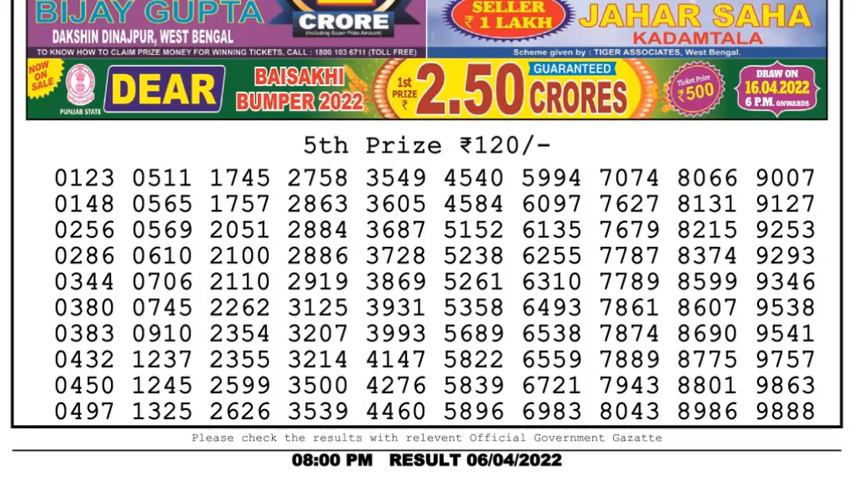 BIJAY GUPTA
DAKSHIN DINAJPUR, WEST BENGAL
CRORE
(Including Super Prize Amount)
SELLER
₹ 1 LAKH
JAHAR SAHA
KADAMTALA
TO KNOW HOW TO CLAIM PRIZE MONEY FOR WINNING TICKETS, CALL : 1800 103 6711 (TOLL FREE)
Scheme given by : TIGER ASSOCIATES, West Bengal.
NOW ON SALE
PUNJAB STATE
DEAR
BAISAKHI
BUMPER 2022
1st PRIZE ₹
2.50 CRORES
GUARANTEED
Ticket Price
₹500
DRAW ON
16.04.2022
6 P.M. ONWARDS
5th Prize ₹120/-
0123 0511 1745 2758 3549 4540 5994 7074 8066 9007
0148 0565 1757 2863 3605 4584 6097 7627 8131 9127
0256 0569 2051 2884 3687 5152 6135 7679 8215 9253
0286 0610 2100 2886 3728 5238 6255 7787 8374 9293
0344 0706 2110 2919 3869 5261 6310 7789 8599 9346
0380 0745 2262 3125 3931 5358 6493 7861 8607 9538
0383 0910 2354 3207 3993 5689 6538 7874 8690 9541
0432 1237 2355 3214 4147 5822 6559 7889 8775 9757
0450 1245 2599 3500 4276 5839 6721 7943 8801 9863
0497 1325 2626 3539 4460 5896 6983 8043 8986 9888
Please check the results with relevent Official Government Gazatte
08:00 PM RESULT 06/04/2022